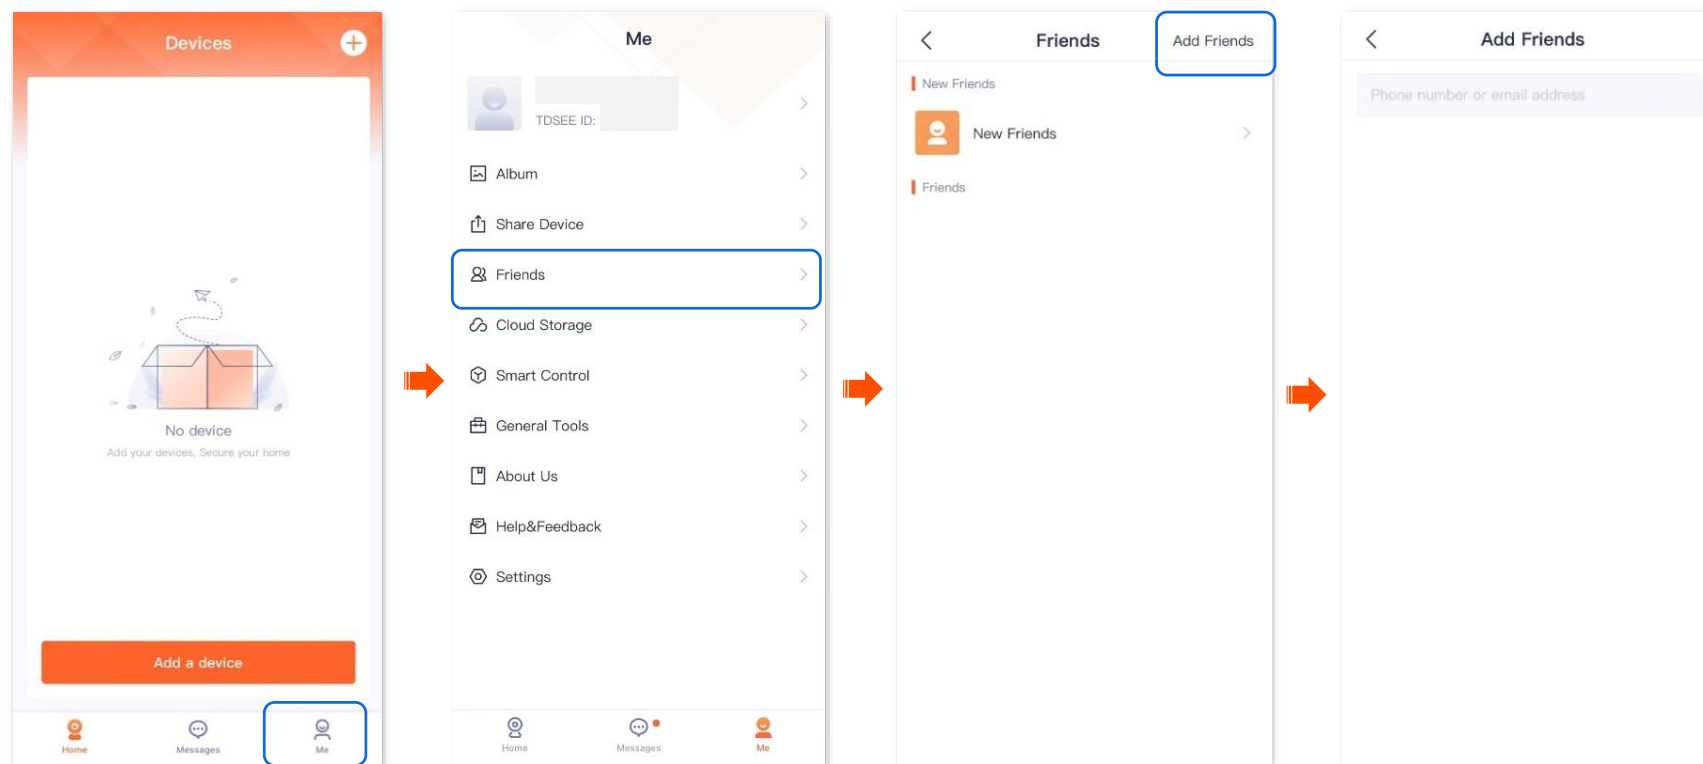 Devices
No device
Add your devices, Secure your home
Add a device
Home
Messages
Me
Me
TDSEE ID:
Album
Share Device
Friends
Cloud Storage
Smart Control
General Tools
About Us
Help&Feedback
Settings
Home
Messages
Me
Friends
Add Friends
New Friends
New Friends
Friends
Add Friends
Phone number or email address